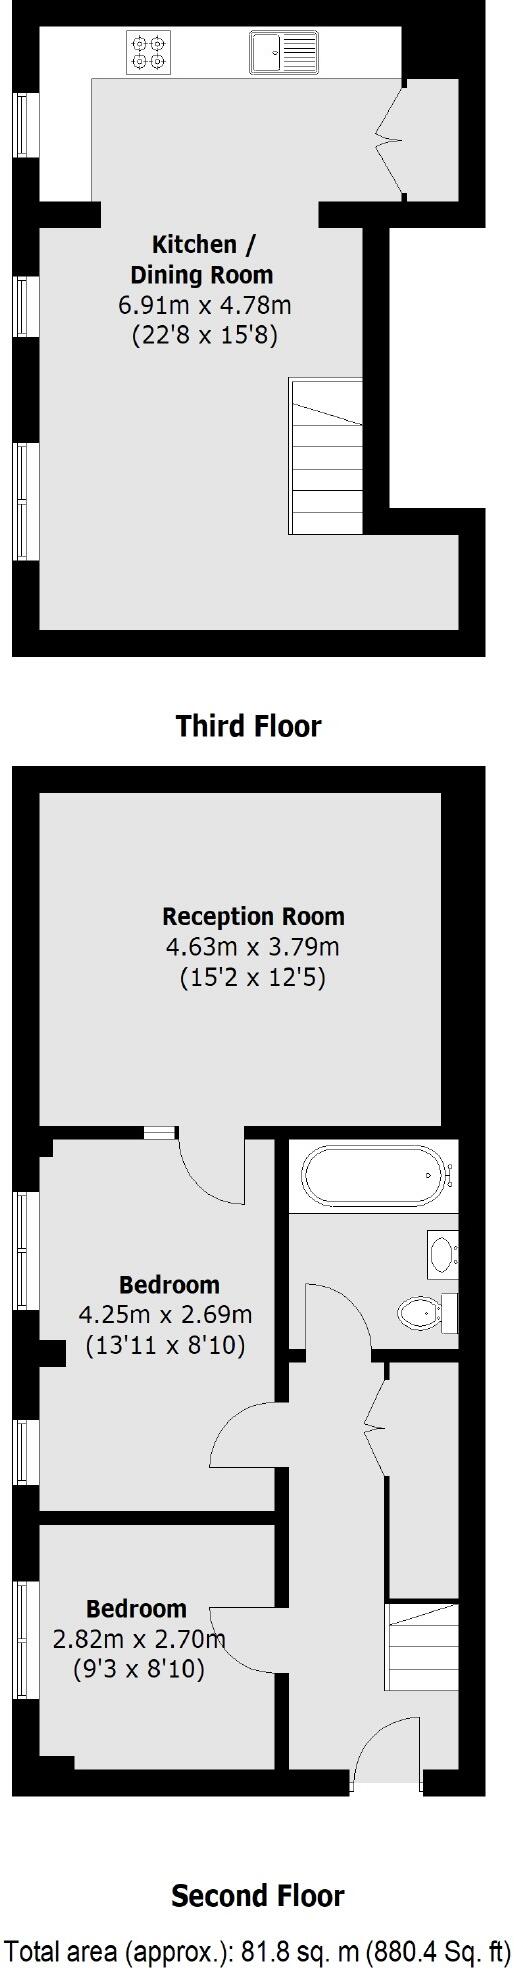 Kitchen /
Dining Room
6.91m x 4.78m
(22'8 x 15'8)
Third Floor
Reception Room
4.63m x 3.79m
(15'2 x 12'5)
Bedroom
4.25m x 2.69m
(13'11 x 8'10)
Bedroom
2.82m x 2.70m
(9'3 x 8'10)
Second Floor
Total area (approx.): 81.8 sq. m (880.4 Sq. ft)